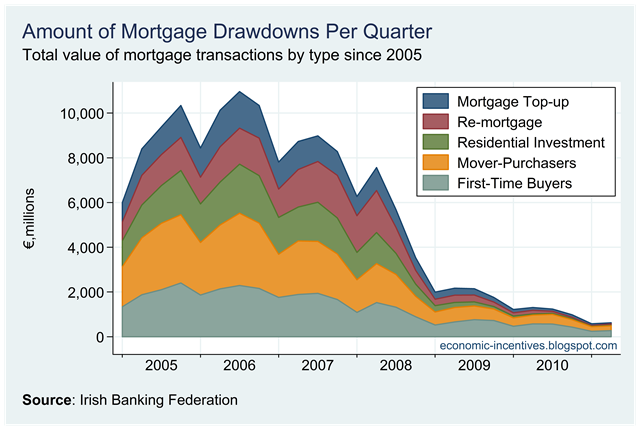 Amount of Mortgage Drawdowns Per Quarter
Total value of mortgage transactions by type since 2005
Mortgage Top-up
Re-mortgage
Residential Investment
Mover-Purchasers
First-Time Buyers
€,millions
10,000
8,000
6,000
4,000
2,000
0
economic-incentives.blogspot.com
2005 2006 2007 2008 2009 2010
Source: Irish Banking Federation